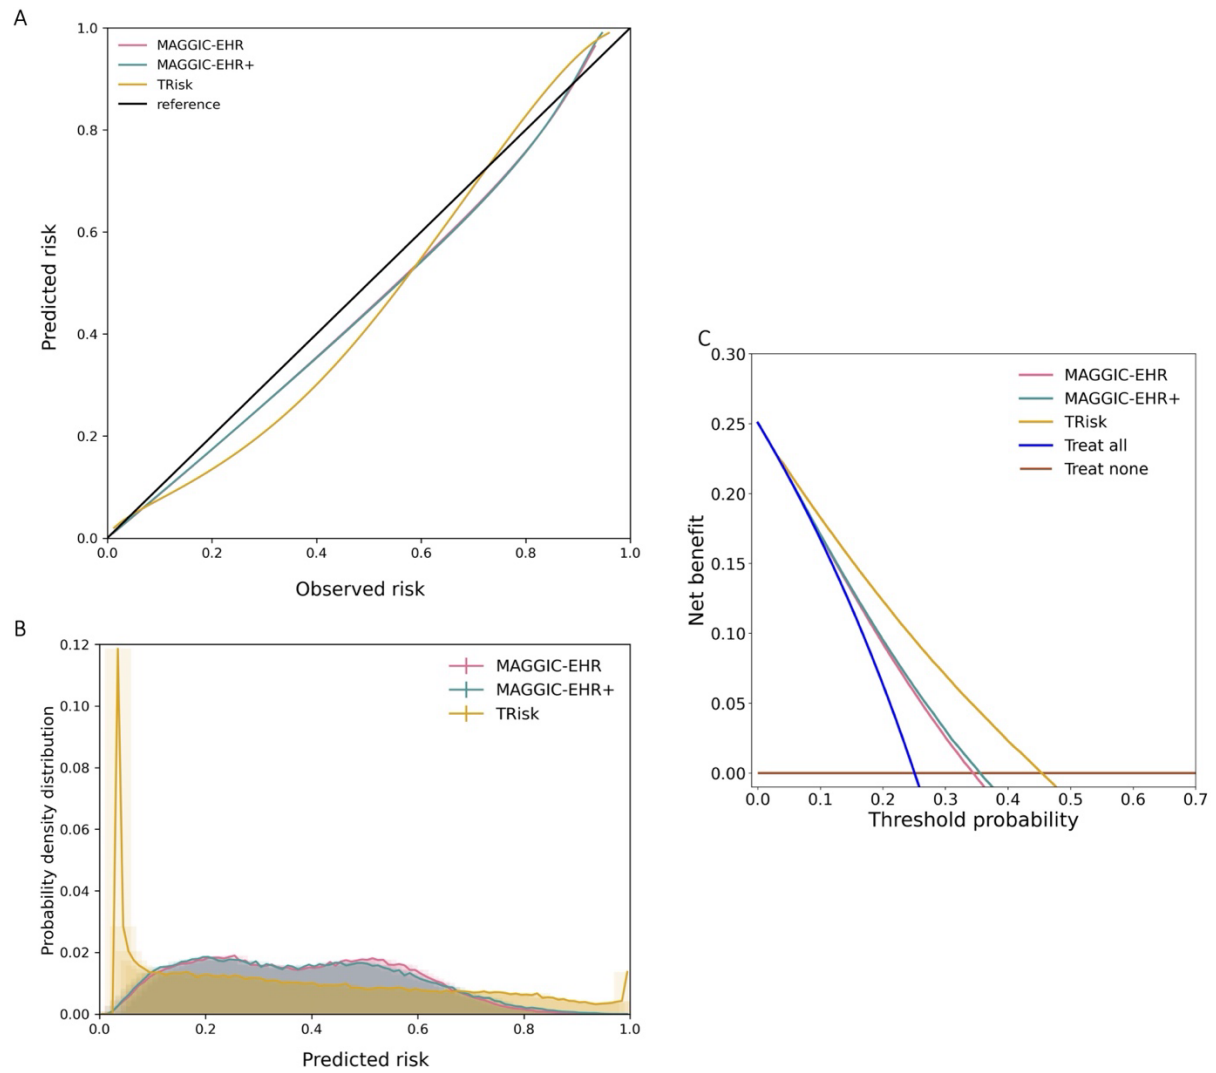 A
1.0
0.8
0.6
0.4
0.2
0.0
Predicted risk
MAGGIC-EHR
MAGGIC-EHR+
TRisk
reference
0.0 0.2 0.4 0.6 0.8 1.0
Observed risk
B
0.12
0.10
0.08
0.06
0.04
0.02
0.00
Probability density distribution
MAGGIC-EHR
MAGGIC-EHR+
TRisk
0.0 0.2 0.4 0.6 0.8 1.0
Predicted risk
C
0.30
0.25
0.20
0.15
0.10
0.05
0.00
Net benefit
MAGGIC-EHR
MAGGIC-EHR+
TRisk
Treat all
Treat none
0.0 0.1 0.2 0.3 0.4 0.5 0.6 0.7
Threshold probability